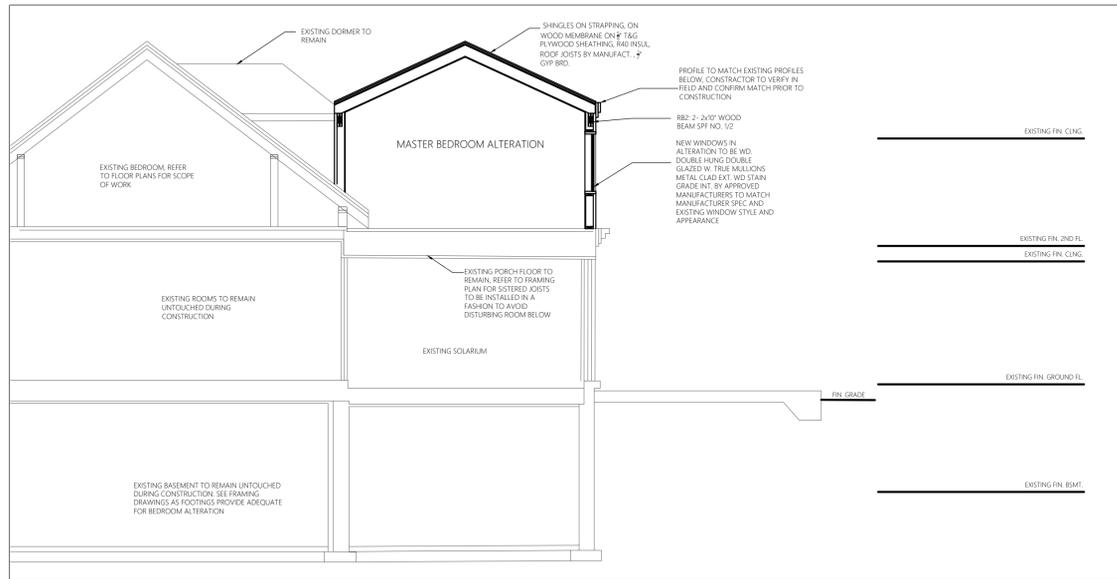 EXISTING DORMER TO
REMAIN
SHINGLES ON STRAPPING, ON
WOOD MEMBRANE ON T&G
PLYWOOD SHEATHING, R40 INSUL,
ROOF JOISTS BY MANUFACT. ,
GYP BRD.
PROFILE TO MATCH EXISTING PROFILES
BELOW, CONSTRACTOR TO VERIFY IN
FIELD AND CONFIRM MATCH PRIOR TO
CONSTRUCTION
RB2: 2- 2x10" WOOD
BEAM SPF NO. 1/2
NEW WINDOWS IN
ALTERATION TO BE WD.
DOUBLE HUNG DOUBLE
GLAZED W. TRUE MULLIONS
METAL CLAD EXT. WD STAIN
GRADE INT. BY APPROVED
MANUFACTURERS TO MATCH
MANUFACTURER SPEC AND
EXISTING WINDOW STYLE AND
APPEARANCE
MASTER BEDROOM ALTERATION
EXISTING BEDROOM, REFER
TO FLOOR PLANS FOR SCOPE
OF WORK
EXISTING FIN. CLNG.
EXISTING FIN. 2ND FL.
EXISTING FIN. CLNG.
EXISTING PORCH FLOOR TO
REMAIN, REFER TO FRAMING
PLAN FOR SISTERED JOISTS
TO BE INSTALLED IN A
FASHION TO AVOID
DISTURBING ROOM BELOW
EXISTING ROOMS TO REMAIN
UNTOUCHED DURING
CONSTRUCTION
EXISTING SOLARIUM
EXISTING FIN. GROUND FL.
FIN. GRADE
EXISTING BASEMENT TO REMAIN UNTOUCHED
DURING CONSTRUCTION. SEE FRAMING
DRAWINGS AS FOOTINGS PROVIDE ADEQUATE
FOR BEDROOM ALTERATION
EXISTING FIN. BSMT.